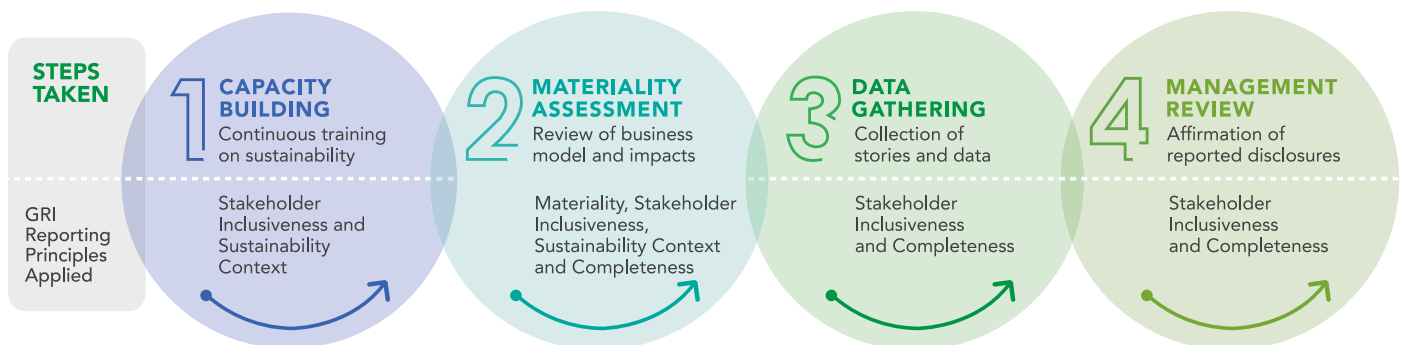 STEPS
TAKEN
1
CAPACITY
BUILDING
Continuous training
on sustainability
2
MATERIALITY
ASSESSMENT
Review of business
model and impacts
3
DATA
GATHERING
Collection of
stories and data
4
MANAGEMENT
REVIEW
Affirmation of
reported disclosures
GRI
Reporting
Principles
Applied
Stakeholder
Inclusiveness and
Sustainability
Context
Materiality, Stakeholder
Inclusiveness,
Sustainability Context
and Completeness
Stakeholder
Inclusiveness
and Completeness
Stakeholder
Inclusiveness
and Completeness